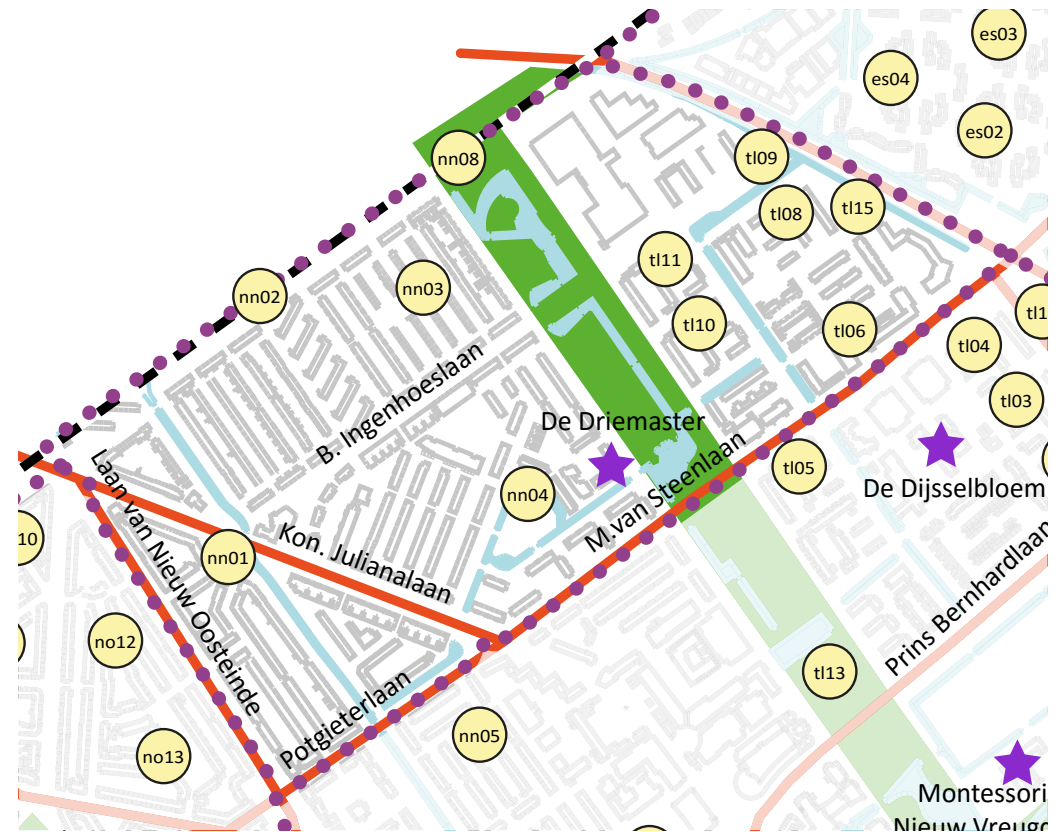 es03
es04
es02
nn08
tl09
tl08
tl15
tl11
nn02
nn03
tl10
tl06
tl1
tl04
tl03
B. Ingenhoeslaan
De Driemaster
tl05
De Dijsselbloem
nn04
M.van Steenlaan
Laan van Nieuw Oosteinde
10
nn01
Kon. Julianalaan
Prins Bernhardlaan
no12
tl13
Potgieterlaan
nn05
no13
Montessori
Nieuw Vreugd